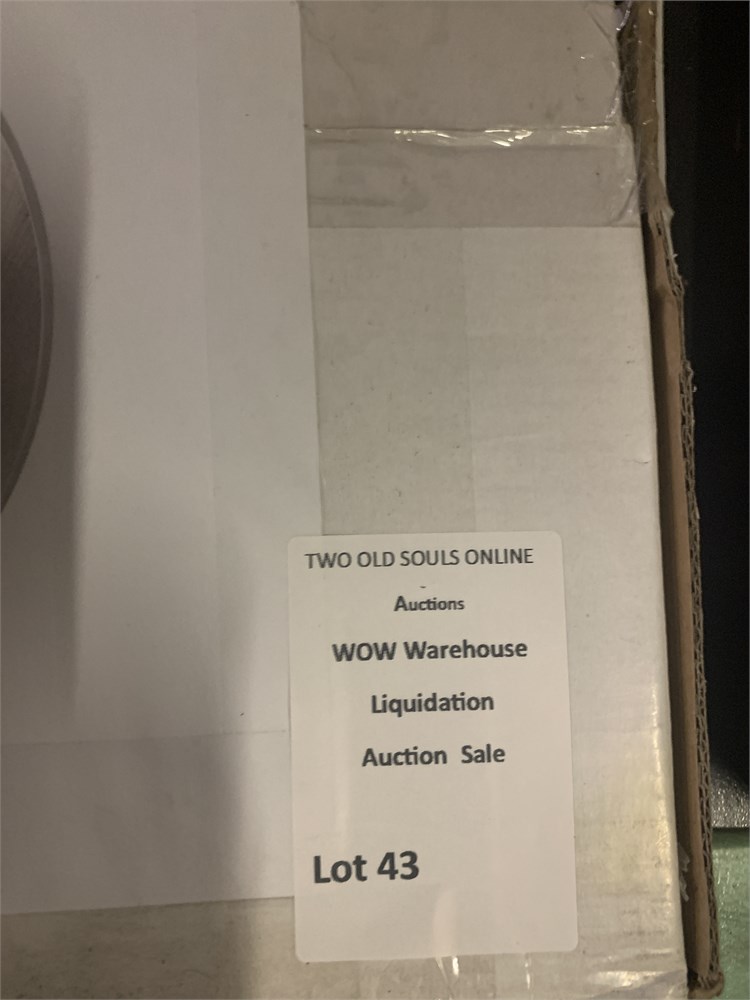 TWO OLD SOULS ONLINE
-
Auctions
WOW Warehouse
Liquidation
Auction Sale
Lot 43